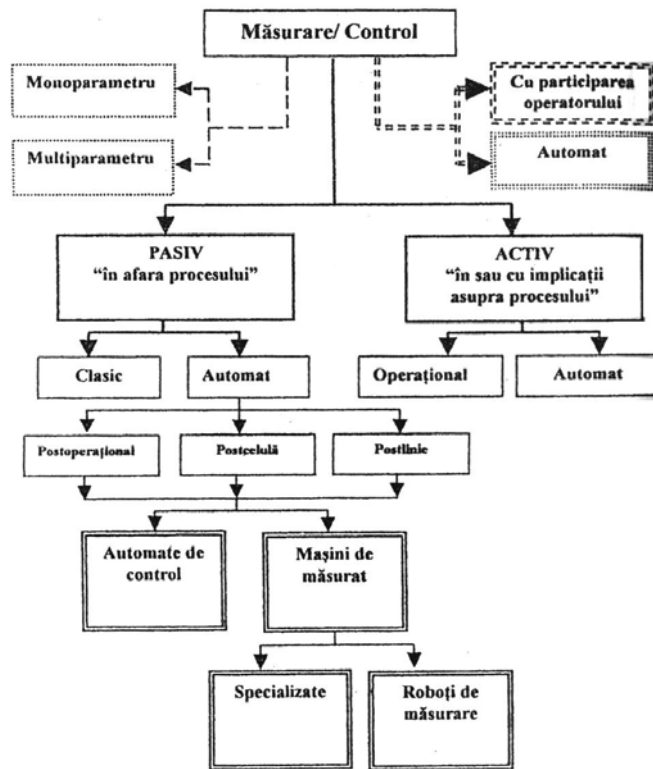 Măsurare/ Control
Monoparametru
Cu participarea
operatorului
Multiparametru
Automat
PASIV
“în afara procesului”
ACTIV
“în sau cu implicații
asupra procesului”
Clasic
Automat
Operațional
Automat
Postoperațional
Postcelulă
Postlinie
Automate de
control
Mașini de
măsurat
Specializate
Roboți de
măsurare